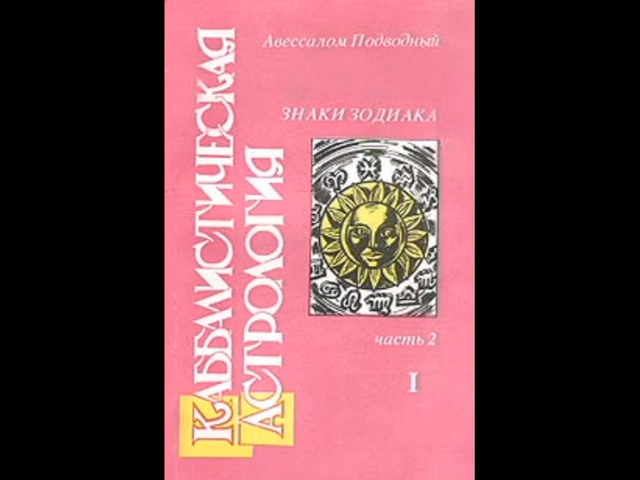 Авессалом Подводный
КАББАЛИСТИЧЕСКАЯ
АСТРОЛОГИЯ
ЗНАКИ ЗОДИАКА
часть 2
I